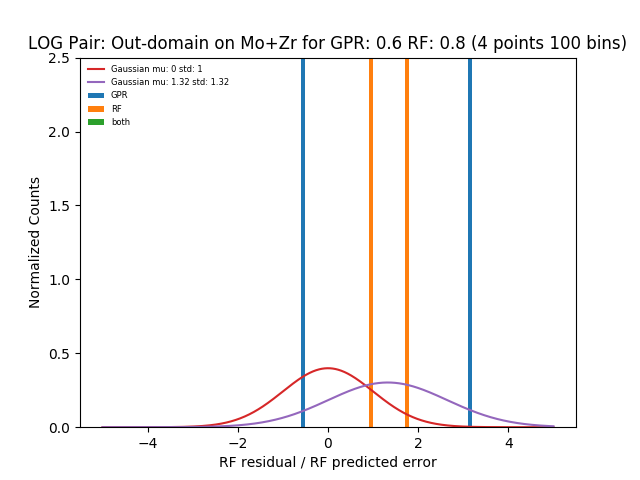 LOG Pair: Out-domain on Mo+Zr for GPR: 0.6 RF: 0.8 (4 points 100 bins)
2.5
2.0
1.5
1.0
0.5
0.0
Normalized Counts
Gaussian mu: 0 std: 1
Gaussian mu: 1.32 std: 1.32
GPR
RF
both
−4
−2
0
2
4
RF residual / RF predicted error